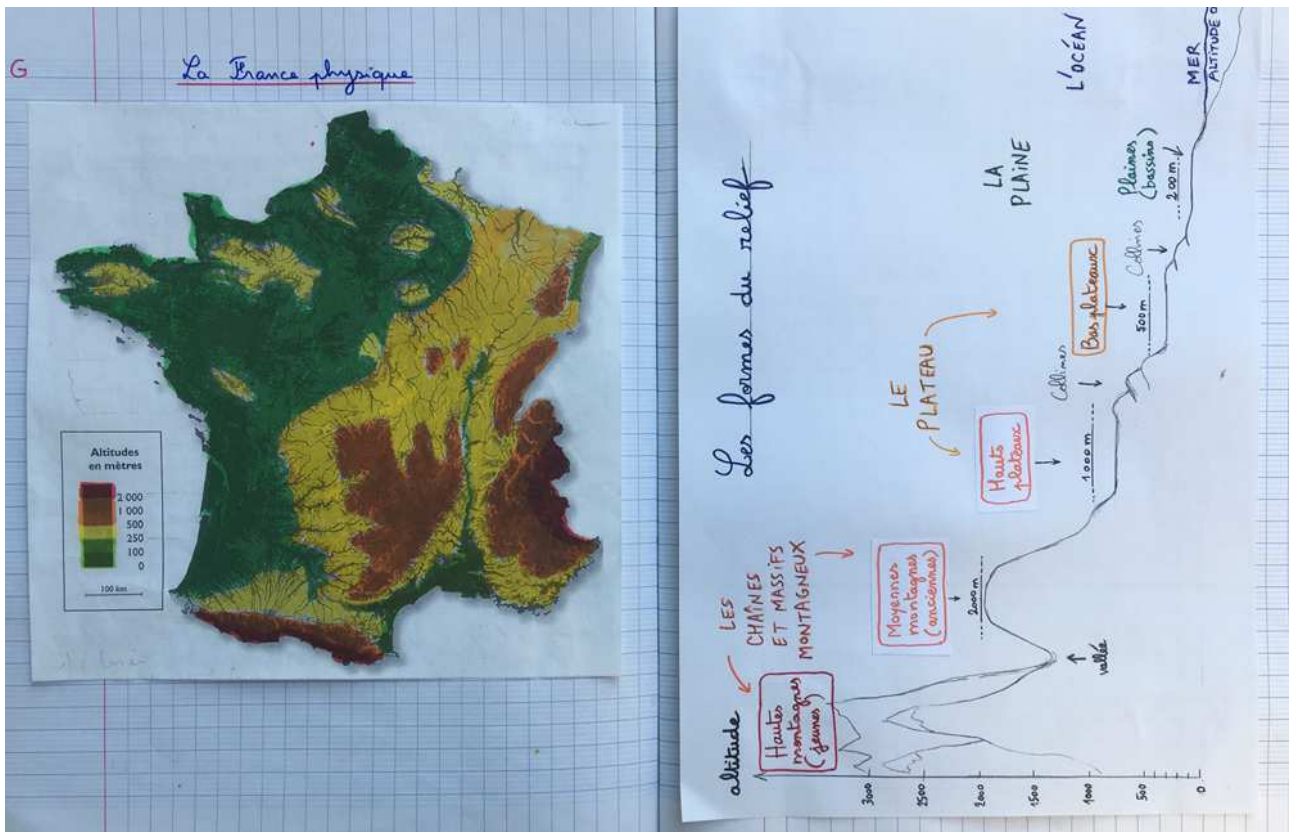 G
La France physique
Altitudes
en mètres
2 000
1 000
500
250
100
0
100 km
Les formes du relief
altitude
3000
2500
2000
1500
1000
500
0
LES
CHAÎNES
ET MASSIFS
MONTAGNEUX
Hautes
montagnes
(jeunes)
Moyennes
montagnes
(anciennes)
2000 m
vallée
LE
PLATEAU
Hauts
plateaux
1000 m
Collines
Bas plateaux
500 m
Collines
LA
PLAINE
Plaines
(bassins)
200 m
L'OCÉAN
MER
ALTITUDE 0